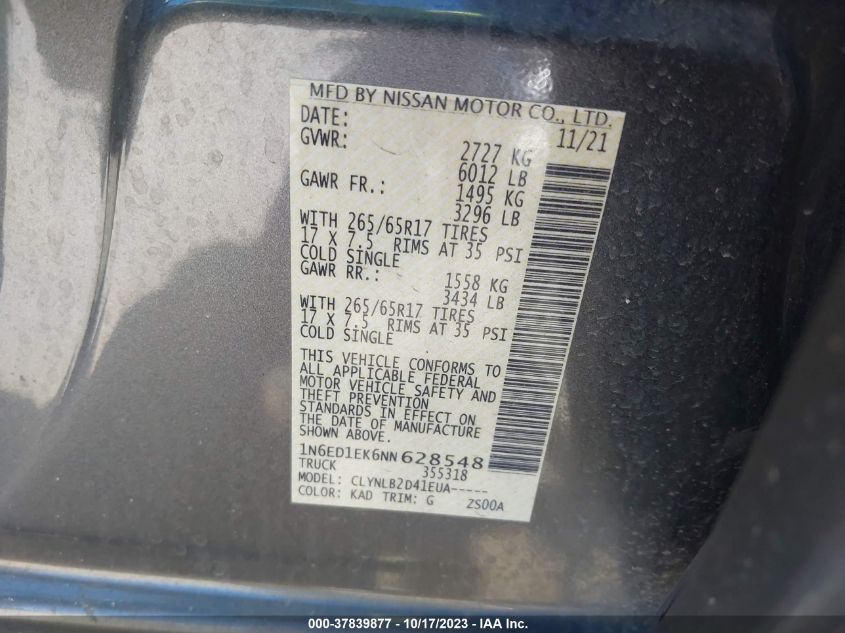 MFD BY NISSAN MOTOR CO., LTD.
DATE: 11/21
GVWR: 2727 KG
6012 LB
GAWR FR.: 1495 KG
3296 LB
WITH 265/65R17 TIRES
17 X 7.5 RIMS AT 35 PSI
COLD SINGLE
GAWR RR.: 1558 KG
3434 LB
WITH 265/65R17 TIRES
17 X 7.5 RIMS AT 35 PSI
COLD SINGLE
THIS VEHICLE CONFORMS TO
ALL APPLICABLE FEDERAL
MOTOR VEHICLE SAFETY AND
THEFT PREVENTION
STANDARDS IN EFFECT ON
THE DATE OF MANUFACTURE
SHOWN ABOVE.
1N6ED1EK6NN628548
TRUCK 355318
MODEL: CLYNLB2D41EUA-----
COLOR: KAD TRIM: G ZS00A
000-37839877 - 10/17/2023 - IAA Inc.